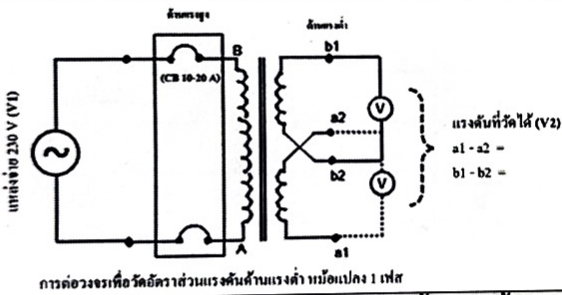 ด้านแรงสูง
ด้านแรงต่ำ
B
b1
(CB 10-20 A)
V
แหล่งจ่าย 230 V (V1)
a2
แรงดันที่วัดได้ (V2)
a1 - a2 =
b2
b1 - b2 =
V
A
a1
การต่อวงจรเพื่อวัดอัตราส่วนแรงดันด้านแรงต่ำ หม้อแปลง 1 เฟส